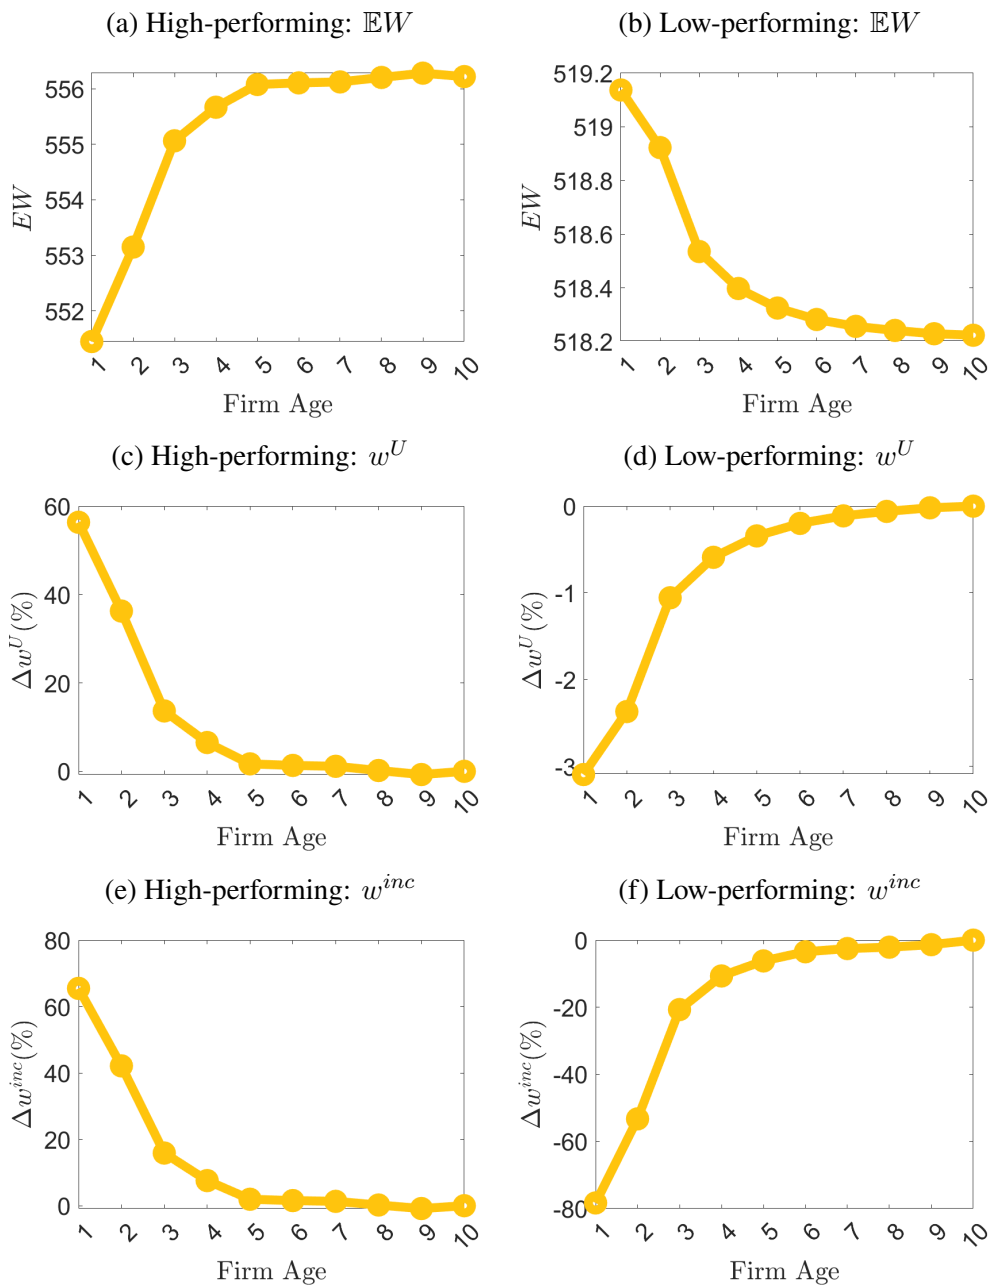 (a) High-performing: 𝔼W
(b) Low-performing: 𝔼W
556
555
554
553
552
EW
1 2 3 4 5 6 7 8 9 10
Firm Age
519.2
519
518.8
518.6
518.4
518.2
EW
1 2 3 4 5 6 7 8 9 10
Firm Age
(c) High-performing: w^U
(d) Low-performing: w^U
60
40
20
0
Δw^U(%)
1 2 3 4 5 6 7 8 9 10
Firm Age
0
-1
-2
-3
Δw^U(%)
1 2 3 4 5 6 7 8 9 10
Firm Age
(e) High-performing: w^{inc}
(f) Low-performing: w^{inc}
80
60
40
20
0
Δw^{inc}(%)
1 2 3 4 5 6 7 8 9 10
Firm Age
0
-20
-40
-60
-80
Δw^{inc}(%)
1 2 3 4 5 6 7 8 9 10
Firm Age